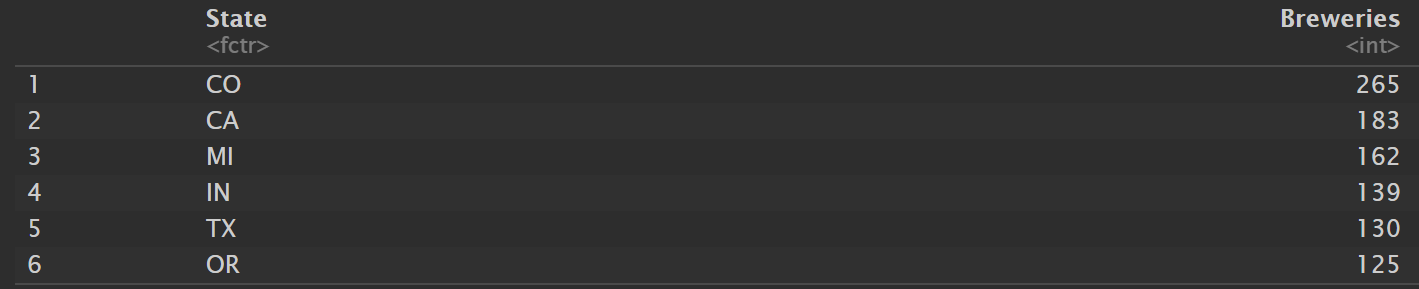 State Breweries
<fctr> <int>
1 CO 265
2 CA 183
3 MI 162
4 IN 139
5 TX 130
6 OR 125